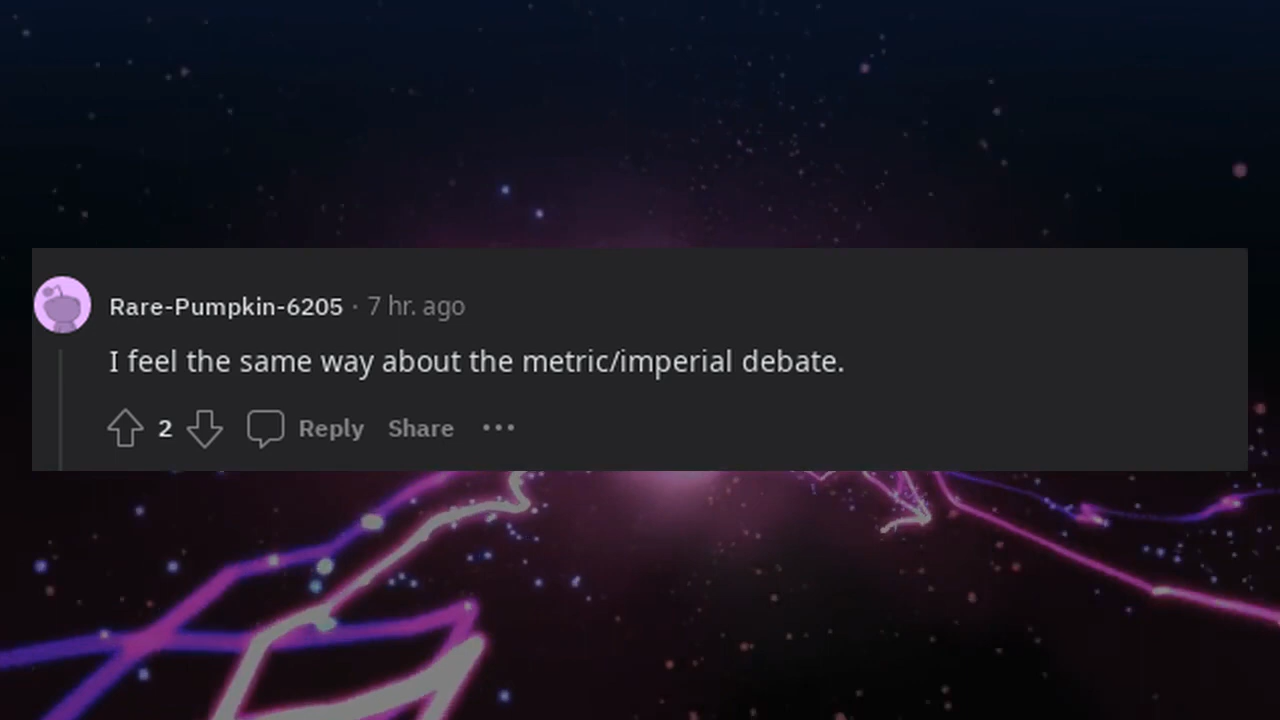 Rare-Pumpkin-6205 · 7 hr. ago
I feel the same way about the metric/imperial debate.
2 Reply Share •••